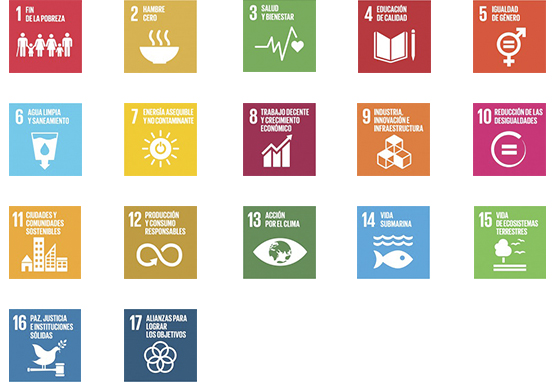 1 FIN
DE LA POBREZA
2 HAMBRE
CERO
3 SALUD
Y BIENESTAR
4 EDUCACIÓN
DE CALIDAD
5 IGUALDAD
DE GÉNERO
6 AGUA LIMPIA
Y SANEAMIENTO
7 ENERGÍA ASEQUIBLE
Y NO CONTAMINANTE
8 TRABAJO DECENTE
Y CRECIMIENTO
ECONÓMICO
9 INDUSTRIA,
INNOVACIÓN E
INFRAESTRUCTURA
10 REDUCCIÓN DE LAS
DESIGUALDADES
11 CIUDADES Y
COMUNIDADES
SOSTENIBLES
12 PRODUCCIÓN
Y CONSUMO
RESPONSABLES
13 ACCIÓN
POR EL CLIMA
14 VIDA
SUBMARINA
15 VIDA
DE ECOSISTEMAS
TERRESTRES
16 PAZ, JUSTICIA
E INSTITUCIONES
SÓLIDAS
17 ALIANZAS PARA
LOGRAR
LOS OBJETIVOS